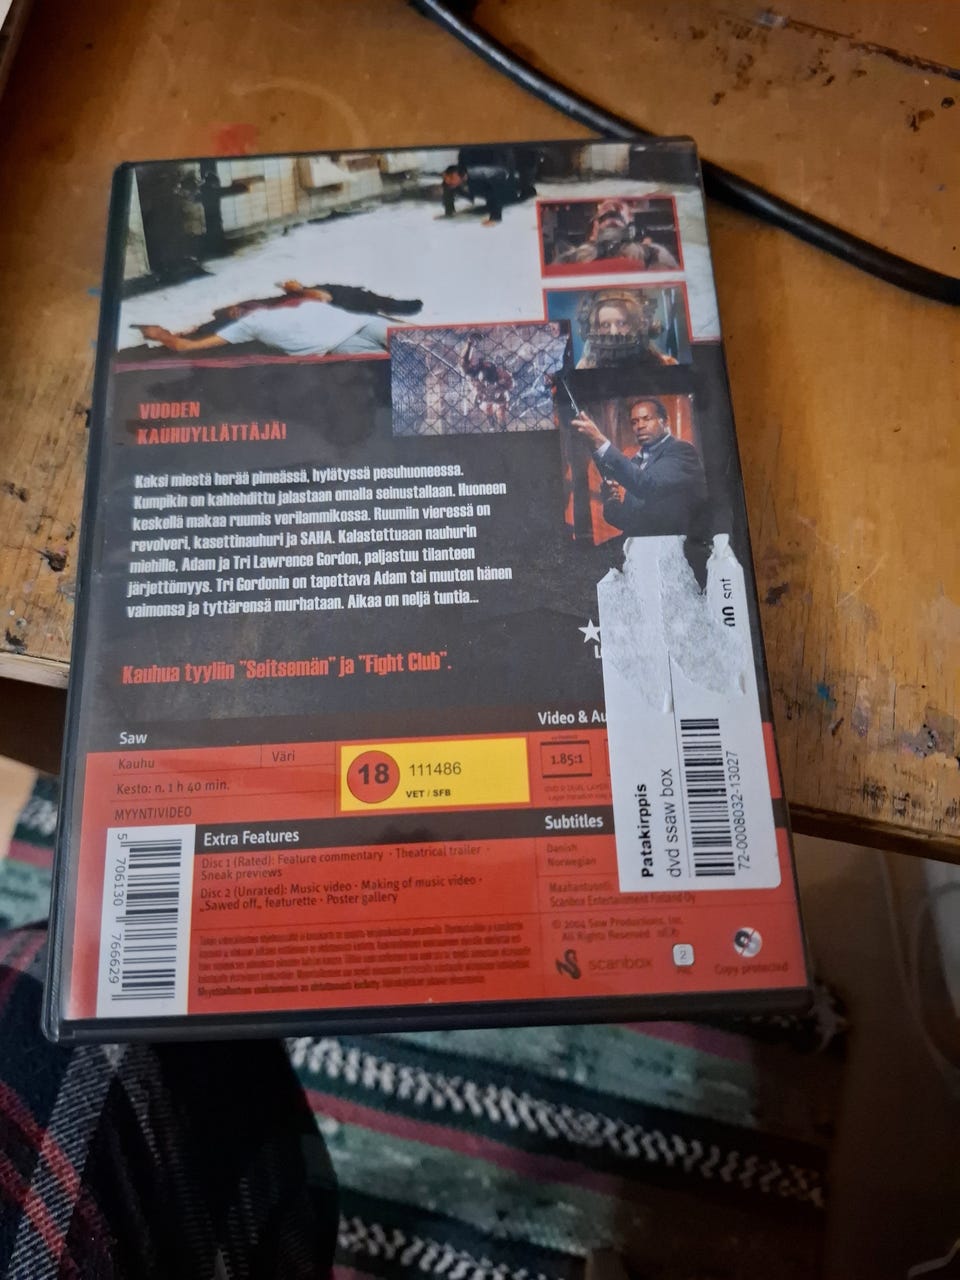 VUODEN
KAUHUYLLÄTTÄJÄ!
Kaksi miestä herää pimeässä, hylätyssä pesuhuoneessa.
Kumpikin on kahlehdittu jalastaan omalla seinustallaan. Huoneen
keskellä makaa ruumis verilammikossa. Ruumiin vieressä on
revolveri, kasettinauhuri ja SAHA. Kalastettuaan nauhurin
miehille, Adam ja Tri Lawrence Gordon, paljastuu tilanteen
järjettömyys. Tri Gordonin on tapettava Adam tai muuten hänen
vaimonsa ja tyttärensä murhataan. Aikaa on neljä tuntia...
Kauhua tyyliin "Seitsemän" ja "Fight Club".
Saw
Kauhu
Väri
Kesto: n. 1 h 40 min.
MYYNTIVIDEO
18
111486
VET / SFB
Video & Au
1.85:1
Extra Features
Disc 1 (Rated): Feature commentary · Theatrical trailer ·
Sneak previews
Disc 2 (Unrated): Music video · Making of music video ·
„Sawed off„ featurette · Poster gallery
Subtitles
Danish
Norwegian
Maahantuonti:
Scanbox Entertainment Finland Oy
© 2004 Saw Productions, Inc.
All Rights Reserved
scanbox
2
Copy protected
5 706130 766629
00 snt
Patakirppis
dvd ssaw box
72-0008032-13027